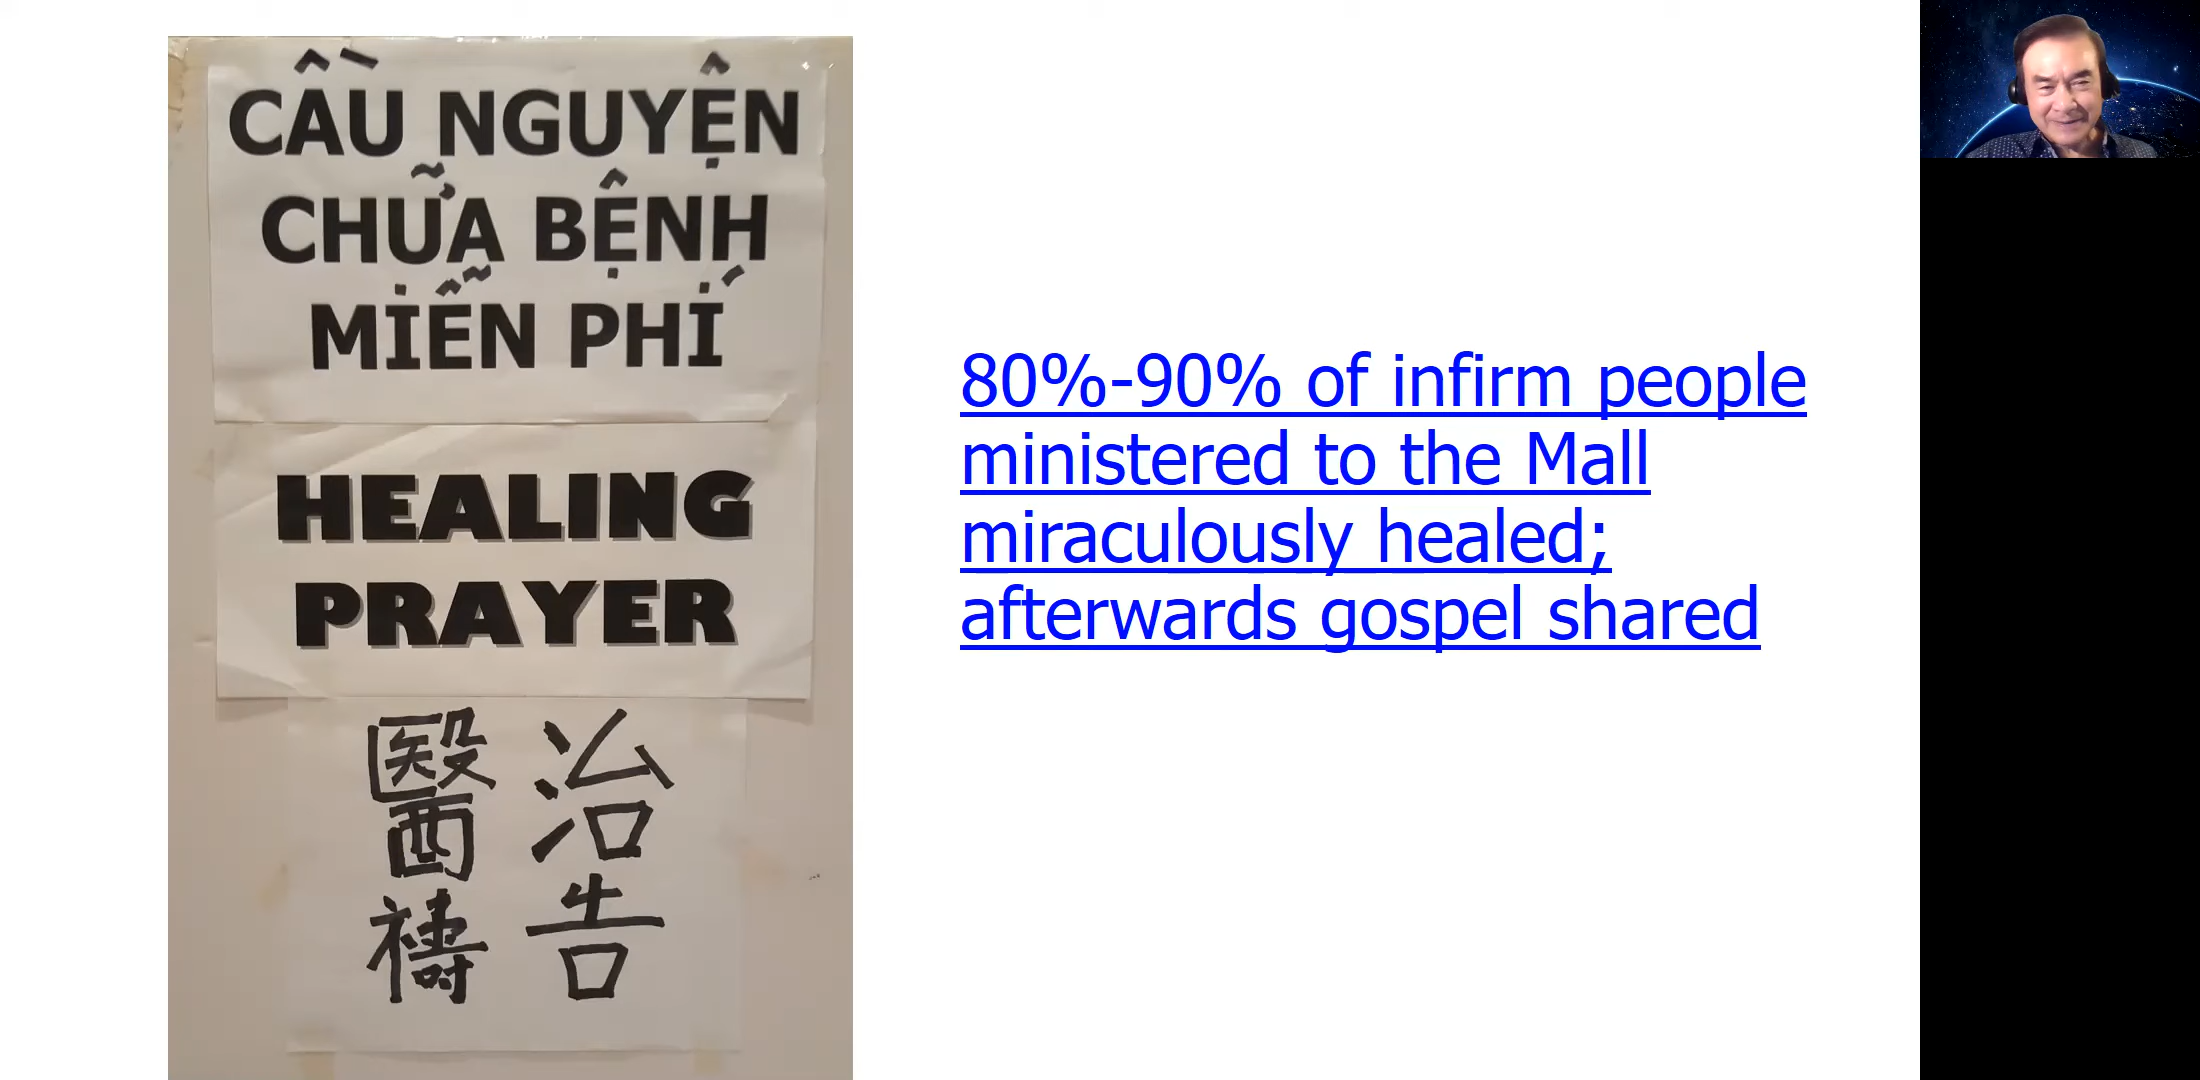 CẦU NGUYỆN
CHỮA BỆNH
MIỄN PHÍ
HEALING
PRAYER
醫治
禱告
80%-90% of infirm people
ministered to the Mall
miraculously healed;
afterwards gospel shared